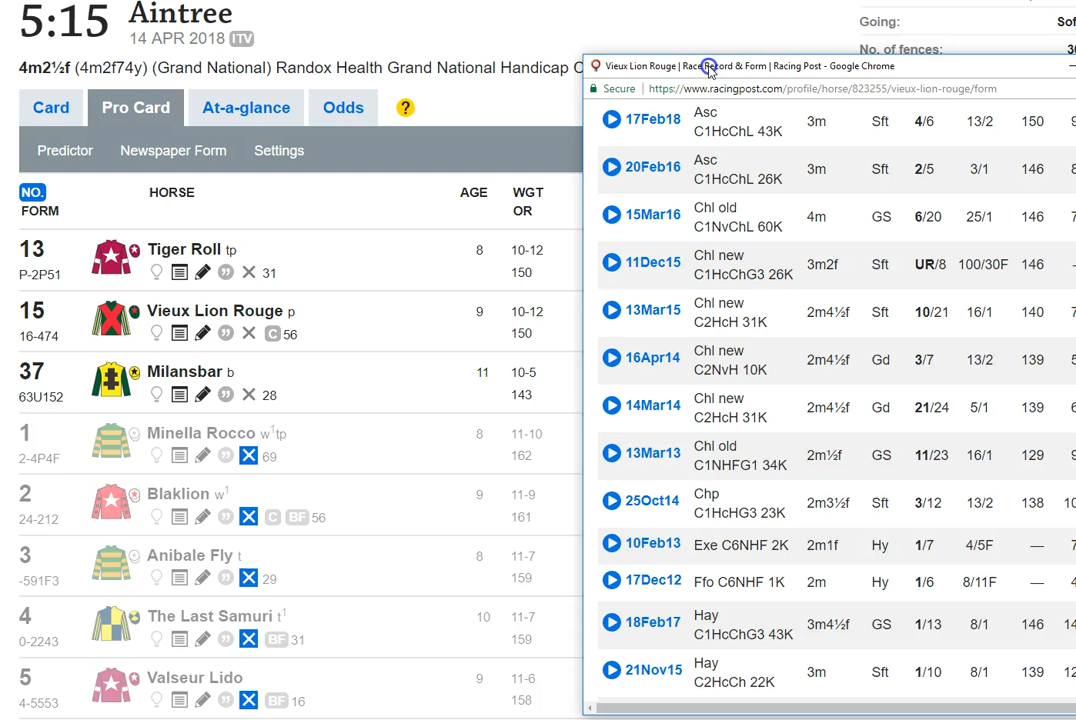 5:15 Aintree
14 APR 2018 ITV
Going: Sof
No. of fences: 30
4m2½f (4m2f74y) (Grand National) Randox Health Grand National Handicap C
Card Pro Card At-a-glance Odds ?
Predictor Newspaper Form Settings
NO. FORM HORSE AGE WGT OR
13 Tiger Roll tp 8 10-12
P-2P51 31 150
15 Vieux Lion Rouge p 9 10-12
16-474 C 56 150
37 Milansbar b 11 10-5
63U152 28 143
1 Minella Rocco w1tp 8 11-10
2-4P4F 69 162
2 Blaklion w1 9 11-9
24-212 C BF 56 161
3 Anibale Fly t 8 11-7
-591F3 29 159
4 The Last Samuri t1 10 11-7
0-2243 BF 31 159
5 Valseur Lido 9 11-6
4-5553 BF 16 158
Vieux Lion Rouge | Race Record & Form | Racing Post - Google Chrome
Secure https://www.racingpost.com/profile/horse/823255/vieux-lion-rouge/form
17Feb18 Asc C1HcChL 43K 3m Sft 4/6 13/2 150 9
20Feb16 Asc C1HcChL 26K 3m Sft 2/5 3/1 146 8
15Mar16 Chl old C1NvChL 60K 4m GS 6/20 25/1 146 7
11Dec15 Chl new C1HcChG3 26K 3m2f Sft UR/8 100/30F 146 —
13Mar15 Chl new C2HcH 31K 2m4½f Sft 10/21 16/1 140 7
16Apr14 Chl new C2NvH 10K 2m4½f Gd 3/7 13/2 139 5
14Mar14 Chl new C2HcH 31K 2m4½f Gd 21/24 5/1 139 6
13Mar13 Chl old C1NHFG1 34K 2m½f GS 11/23 16/1 129 9
25Oct14 Chp C1HcHG3 23K 2m3½f Sft 3/12 13/2 138 10
10Feb13 Exe C6NHF 2K 2m1f Hy 1/7 4/5F — 7
17Dec12 Ffo C6NHF 1K 2m Hy 1/6 8/11F — 4
18Feb17 Hay C1HcChG3 43K 3m4½f GS 1/13 8/1 146 14
21Nov15 Hay C2HcCh 22K 3m Sft 1/10 8/1 139 12